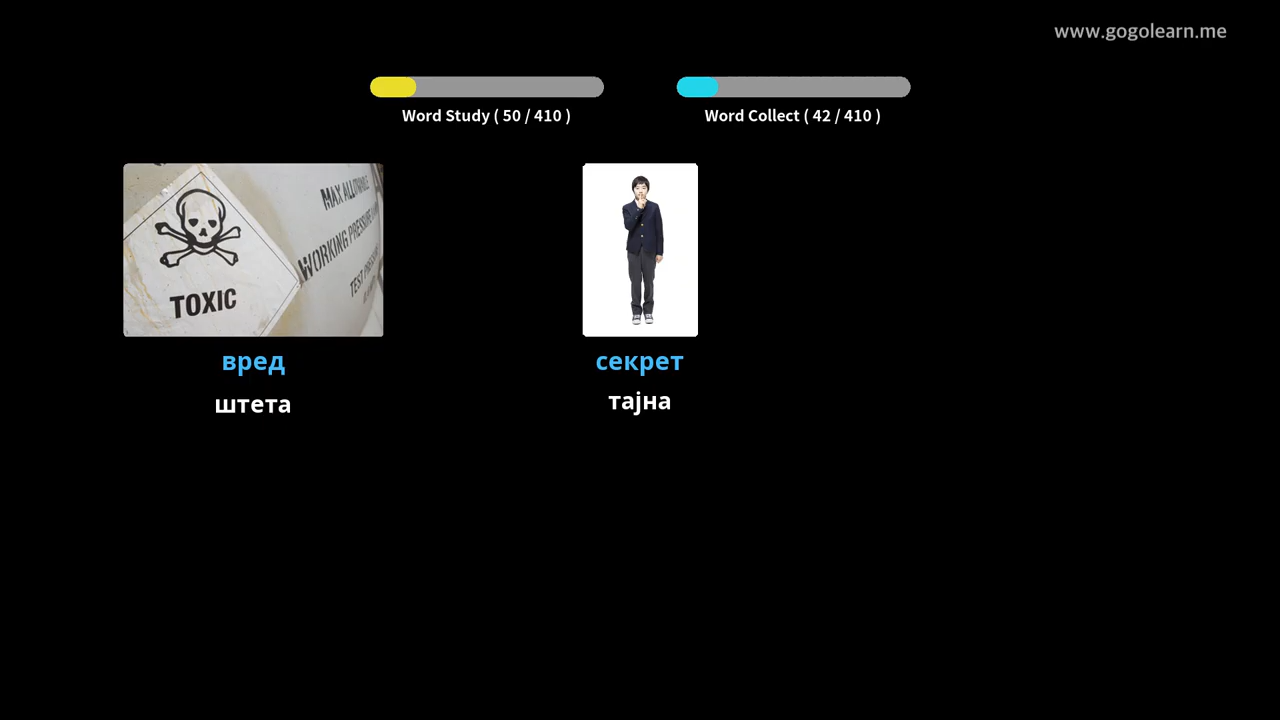 www.gogolearn.me
Word Study ( 50 / 410 )
Word Collect ( 42 / 410 )
MAX ALLOWABLE
WORKING PRESSURE
TEST PRESSURE
TOXIC
вред
секрет
штета
тајна